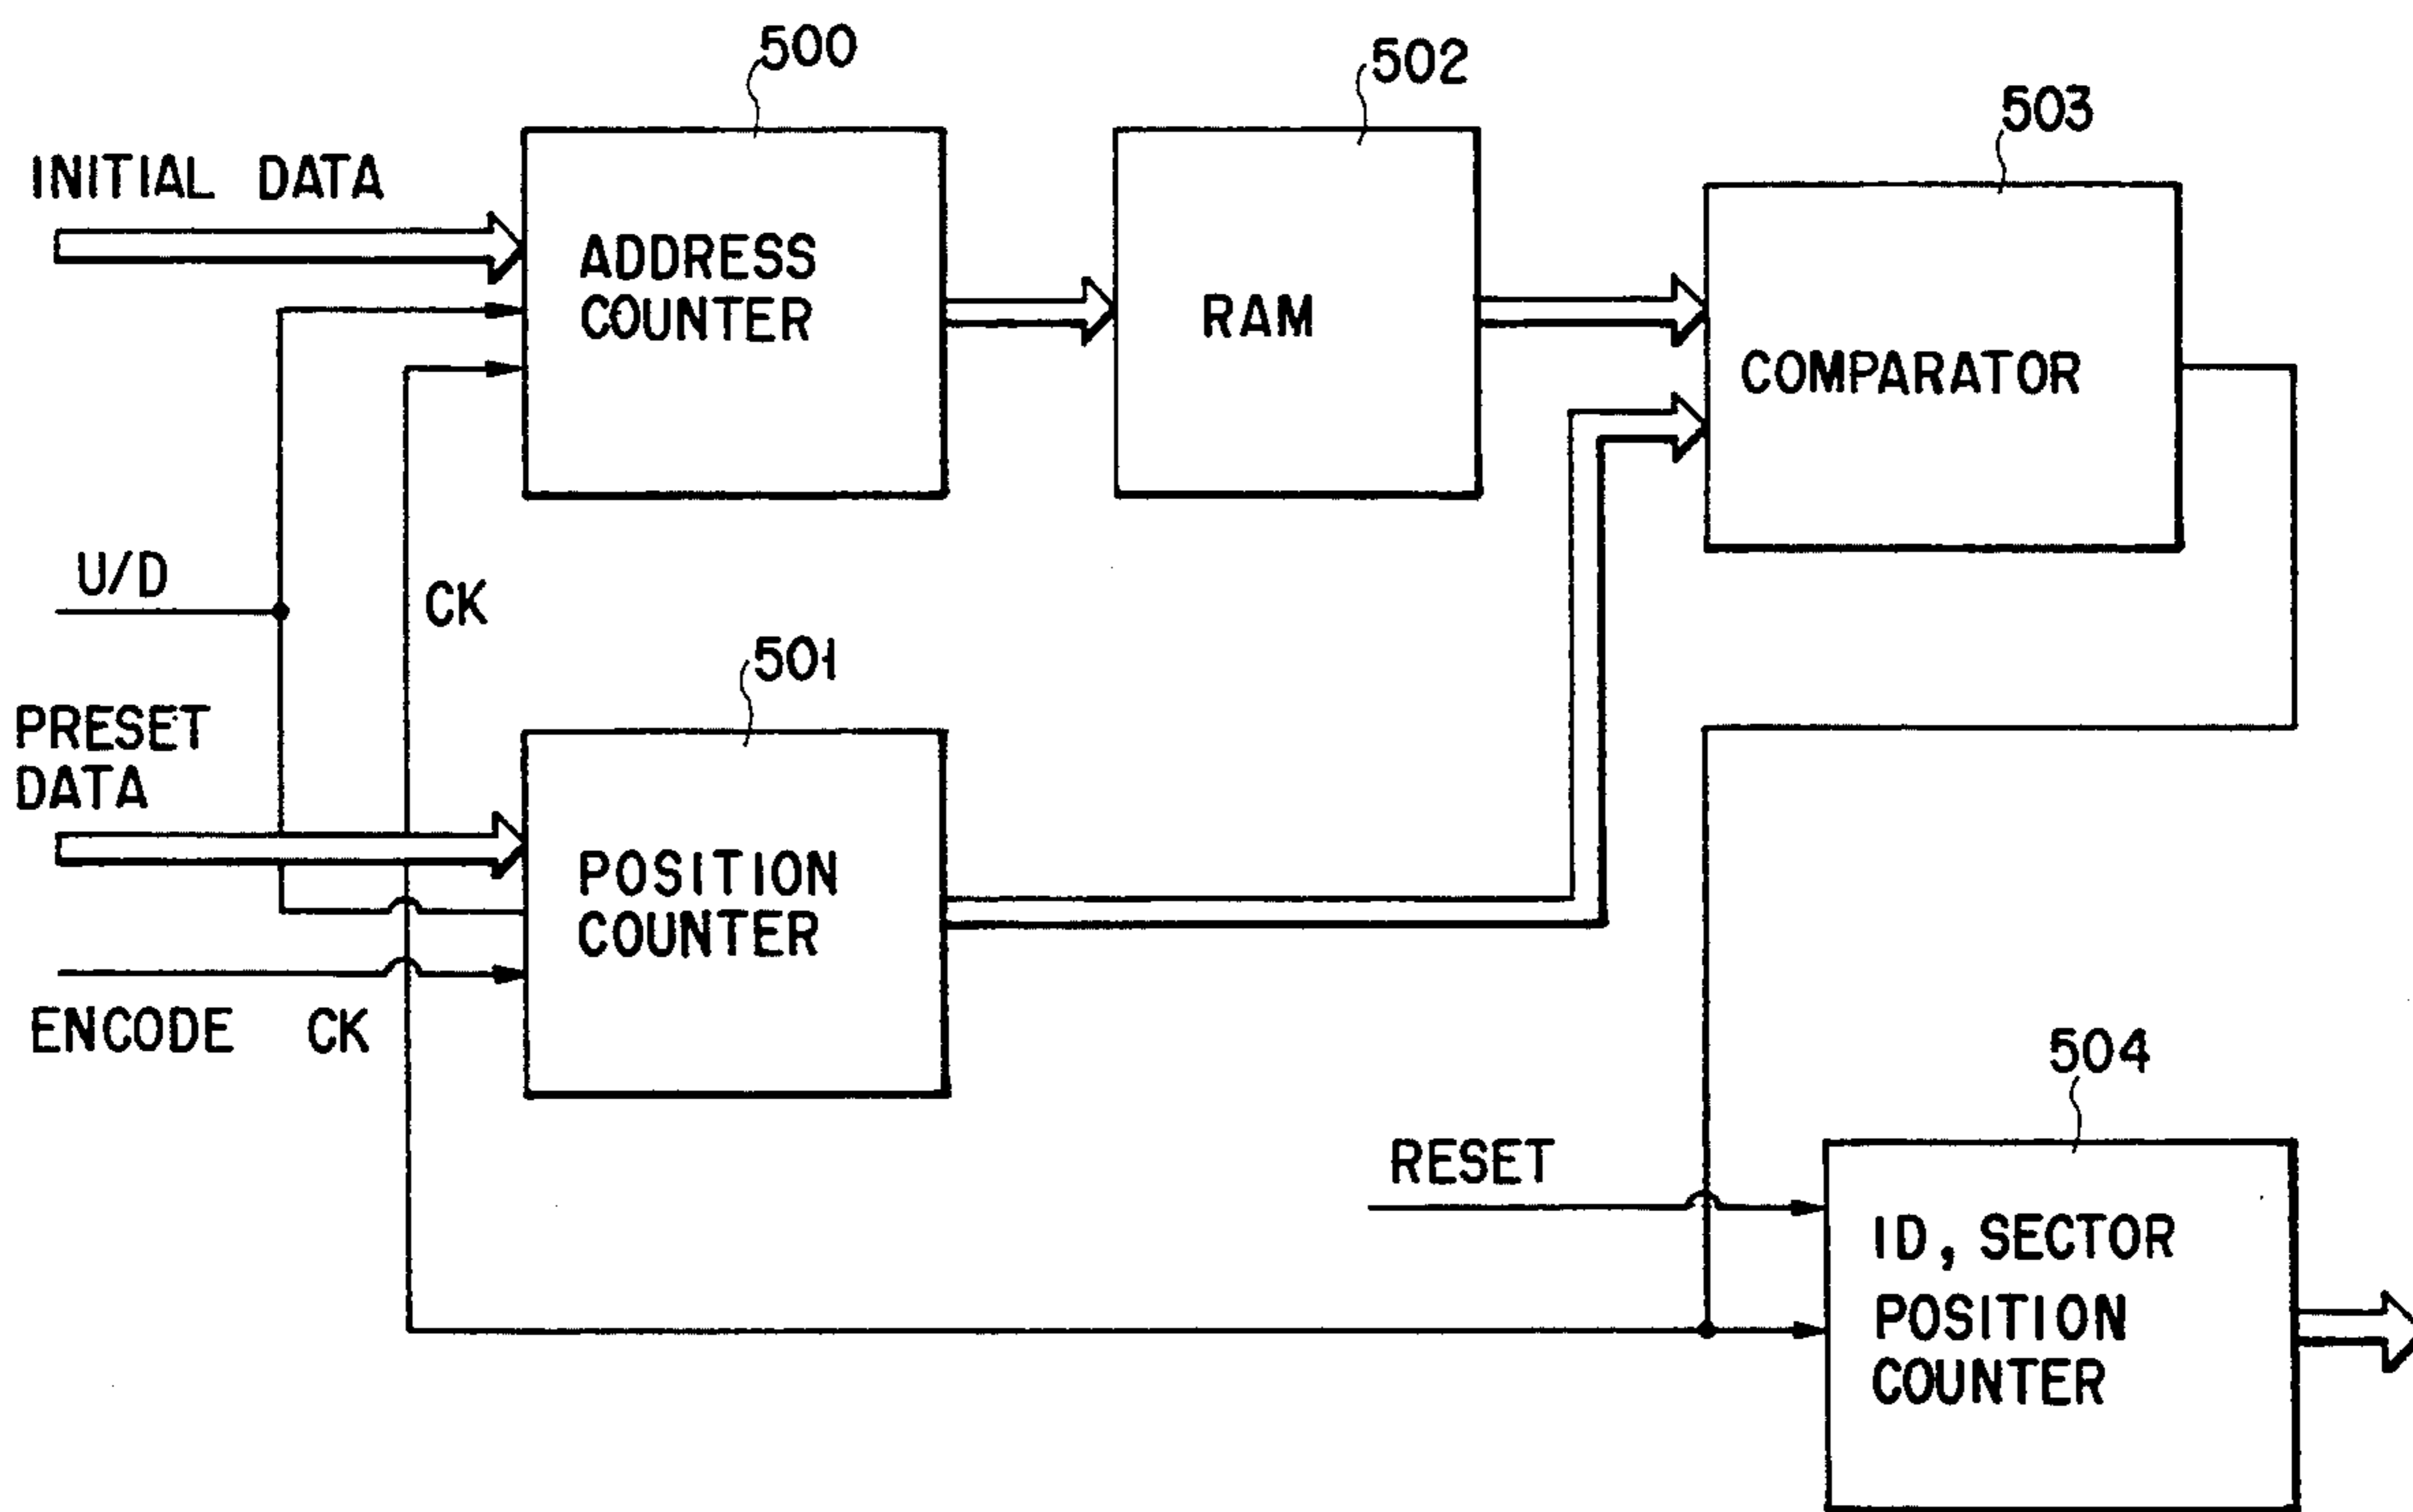 500
502
503
INITIAL DATA
ADDRESS
COUNTER
RAM
COMPARATOR
U/D
CK
501
PRESET
DATA
POSITION
COUNTER
ENCODE CK
504
RESET
ID, SECTOR
POSITION
COUNTER